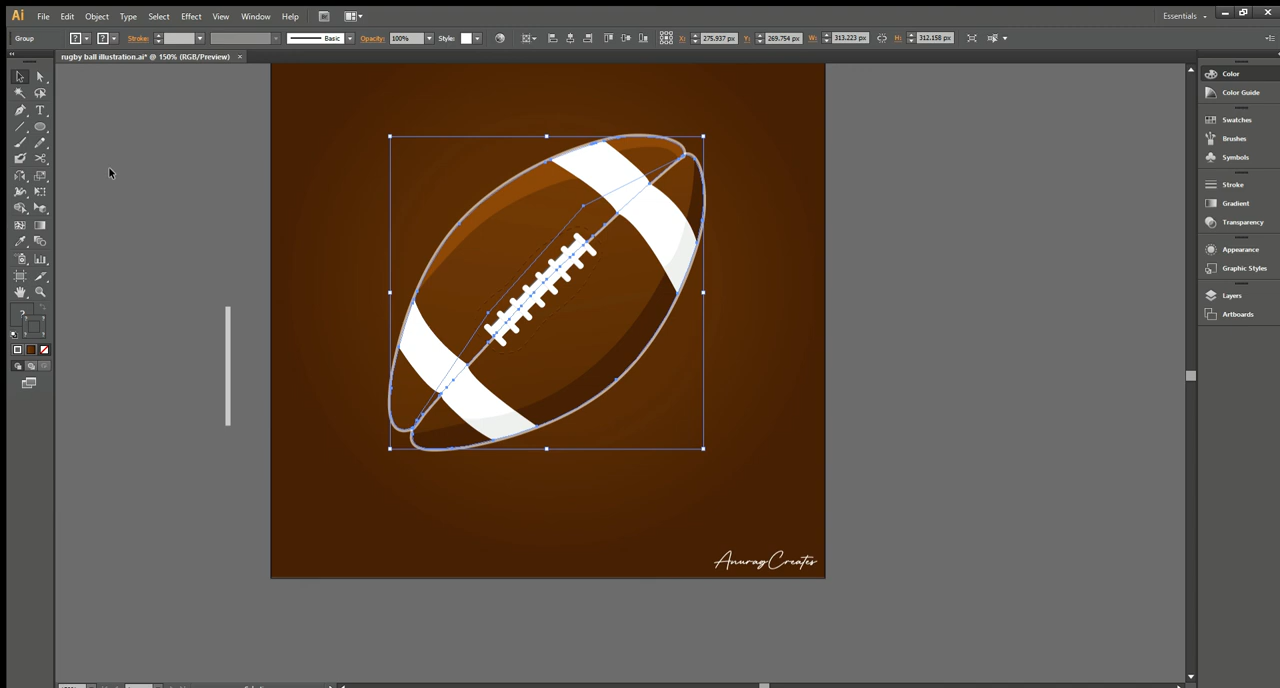 Ai File Edit Object Type Select Effect View Window Help Essentials
Group Stroke: Basic Opacity: 100% Style: X: 275.937 px Y: 269.754 px W: 313.223 px H: 312.158 px
rugby ball illustration.ai* @ 150% (RGB/Preview) ×
Color
Color Guide
Swatches
Brushes
Symbols
Stroke
Gradient
Transparency
Appearance
Graphic Styles
Layers
Artboards
AnuragCreates